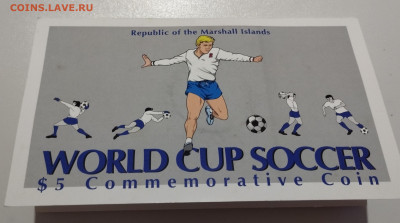 COINS.LAVE.RU
Republic of the Marshall Islands
WORLD CUP SOCCER
$5 Commemorative Coin